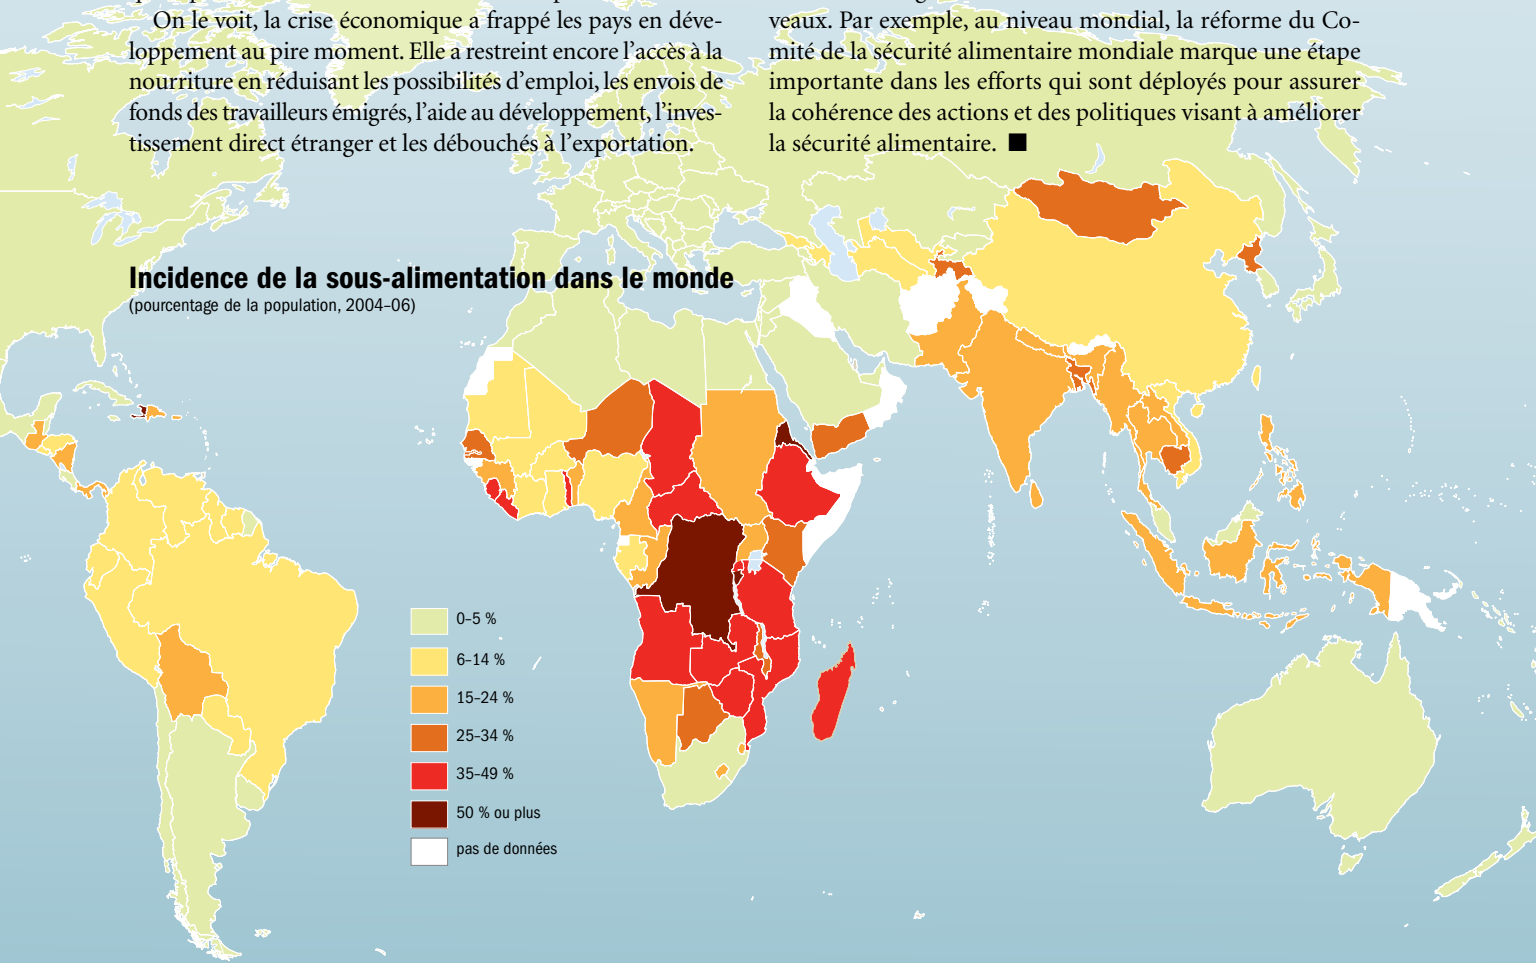 On le voit, la crise économique a frappé les pays en déve-
loppement au pire moment. Elle a restreint encore l’accès à la
nourriture en réduisant les possibilités d’emploi, les envois de
fonds des travailleurs émigrés, l’aide au développement, l’inves-
tissement direct étranger et les débouchés à l’exportation.
veaux. Par exemple, au niveau mondial, la réforme du Co-
mité de la sécurité alimentaire mondiale marque une étape
importante dans les efforts qui sont déployés pour assurer
la cohérence des actions et des politiques visant à améliorer
la sécurité alimentaire. ■
Incidence de la sous-alimentation dans le monde
(pourcentage de la population, 2004–06)
0–5 %
6–14 %
15–24 %
25–34 %
35–49 %
50 % ou plus
pas de données